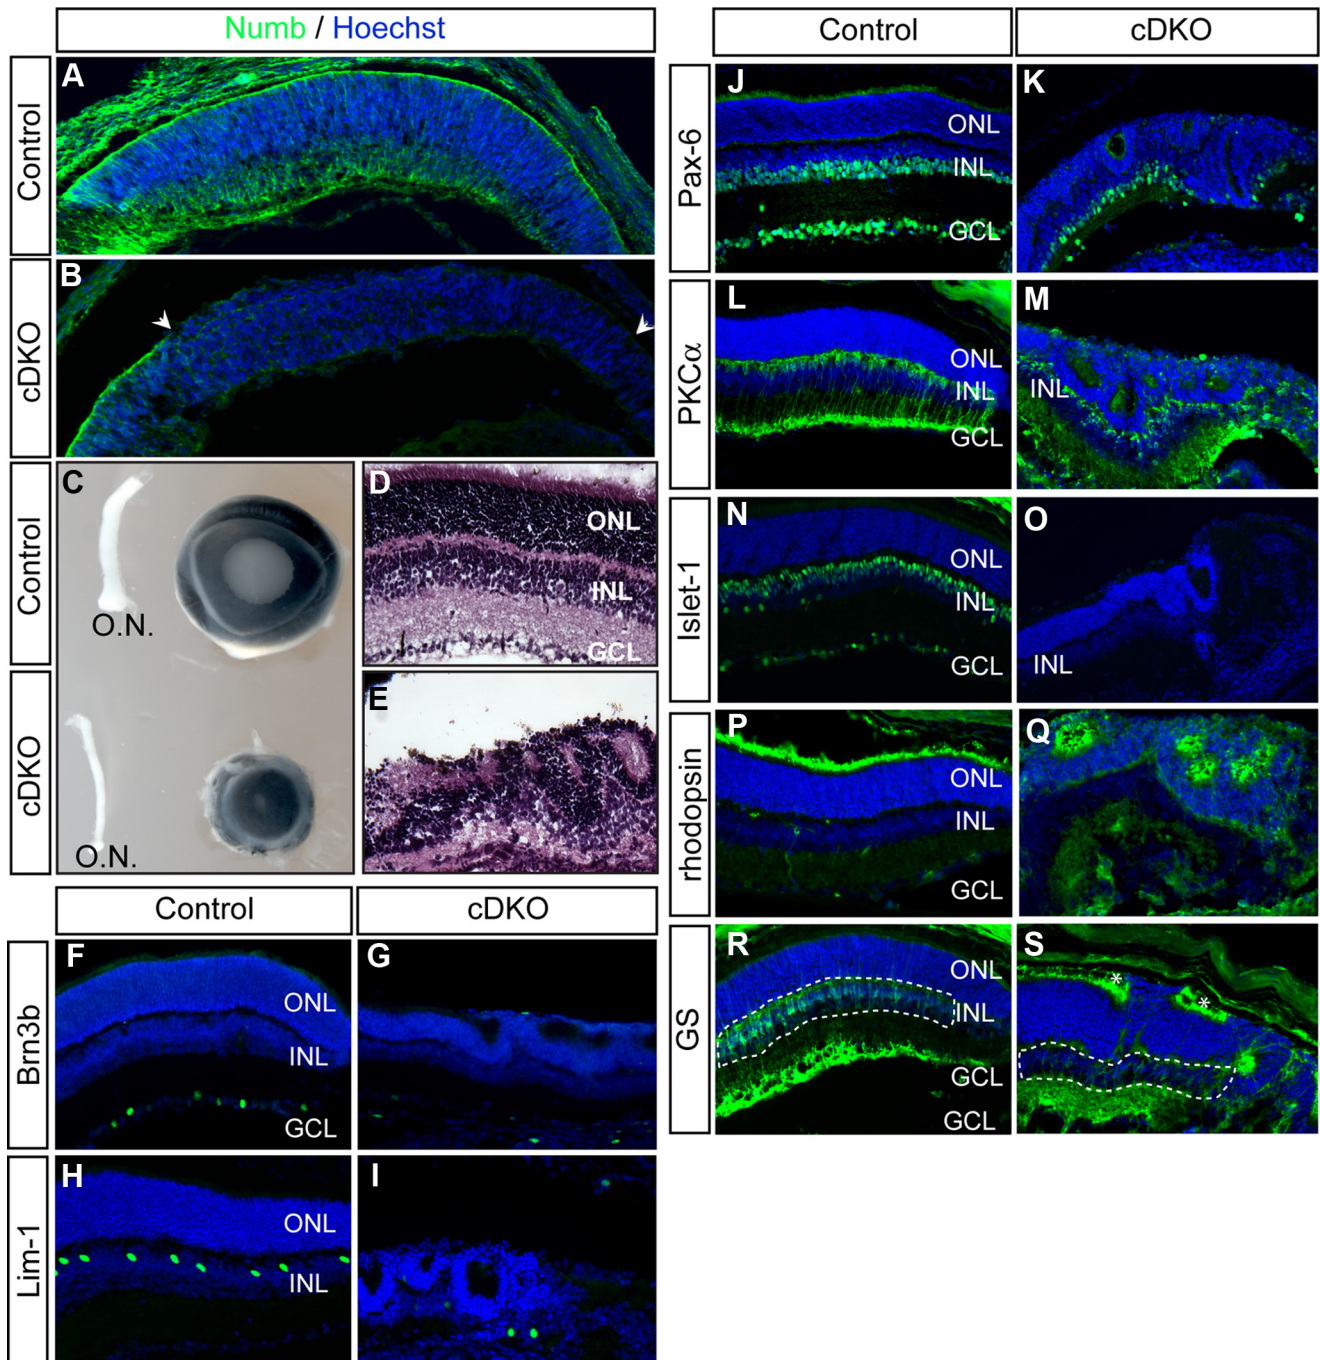 Numb / Hoechst
Control
A
cDKO
B
Control
C
O.N.
D
ONL
INL
GCL
cDKO
O.N.
E
Control
cDKO
Brn3b
F
ONL
INL
GCL
G
Lim-1
H
ONL
INL
I
Control
cDKO
Pax-6
J
ONL
INL
GCL
K
PKCα
L
ONL
INL
GCL
M
INL
Islet-1
N
ONL
INL
GCL
O
INL
rhodopsin
P
ONL
INL
GCL
Q
GS
R
ONL
INL
GCL
GCL
S
*
*